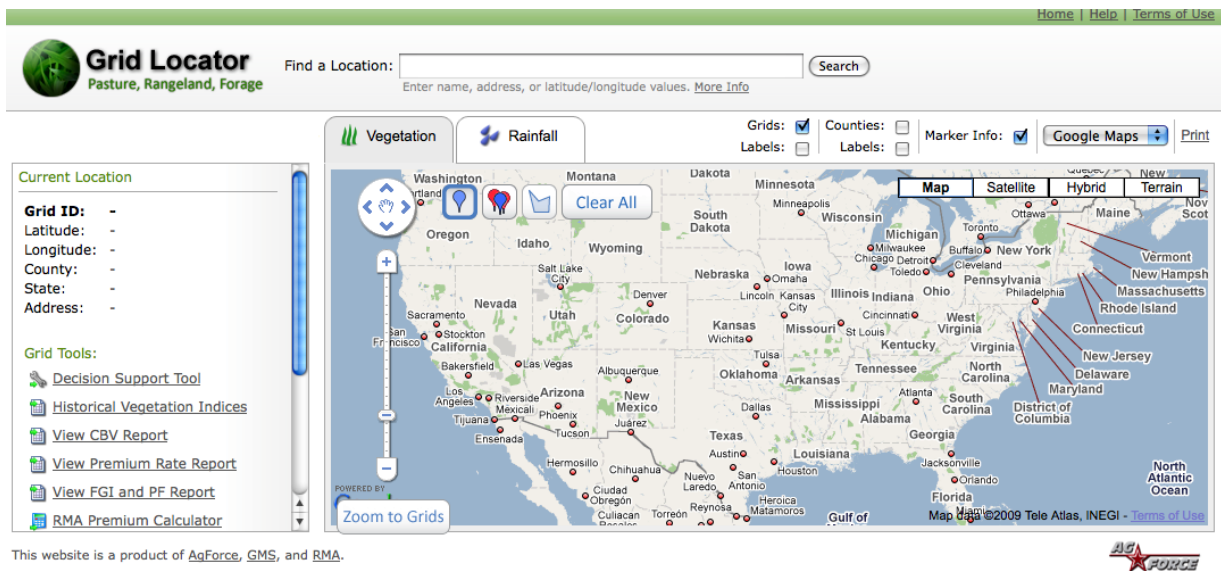 Home | Help | Terms of Use
Grid Locator
Pasture, Rangeland, Forage
Find a Location:
Search
Enter name, address, or latitude/longitude values. More Info
Vegetation
Rainfall
Grids:
Counties:
Labels:
Labels:
Marker Info:
Google Maps
Print
Current Location
Grid ID: -
Latitude: -
Longitude: -
County: -
State: -
Address: -
Grid Tools:
Decision Support Tool
Historical Vegetation Indices
View CBV Report
View Premium Rate Report
View FGI and PF Report
RMA Premium Calculator
Clear All
Map
Satellite
Hybrid
Terrain
Washington
Montana
Dakota
Minnesota
New
Minneapolis
Ottawa
Maine
Nov
Scot
Oregon
Idaho
Wyoming
South
Dakota
Wisconsin
Michigan
Toronto
Milwaukee
Buffalo
New York
Vermont
Chicago
Detroit
Toledo
Cleveland
New Hampsh
Salt Lake
City
Nebraska
Iowa
Omaha
Pennsylvania
Massachusetts
Nevada
Utah
Denver
Colorado
Lincoln
Kansas
City
Illinois
Indiana
Ohio
Philadelphia
Rhode Island
Sacramento
Stockton
San
Francisco
California
Kansas
Wichita
Missouri
St Louis
Cincinnati
West
Virginia
Connecticut
Kentucky
Virginia
New Jersey
Bakersfield
Las Vegas
Albuquerque
Tulsa
Oklahoma
Arkansas
Tennessee
North
Carolina
Delaware
Maryland
Los
Angeles
Riverside
Arizona
New
Mexico
Mexicali
Phoenix
Dallas
Mississippi
Atlanta
South
Carolina
District of
Columbia
Tijuana
Tucson
Juárez
Alabama
Ensenada
Texas
Georgia
Hermosillo
Chihuahua
Austin
Louisiana
Jacksonville
San
Antonio
Houston
Nuevo
Laredo
Orlando
North
Atlantic
Ocean
Ciudad
Obregón
Heroica
Matamoros
Reynosa
Florida
Culiacan
Rosales
Torreón
Gulf of
Miami
POWERED BY
Zoom to Grids
Map data ©2009 Tele Atlas, INEGI - Terms of Use
This website is a product of AgForce, GMS, and RMA.
AG
FORCE